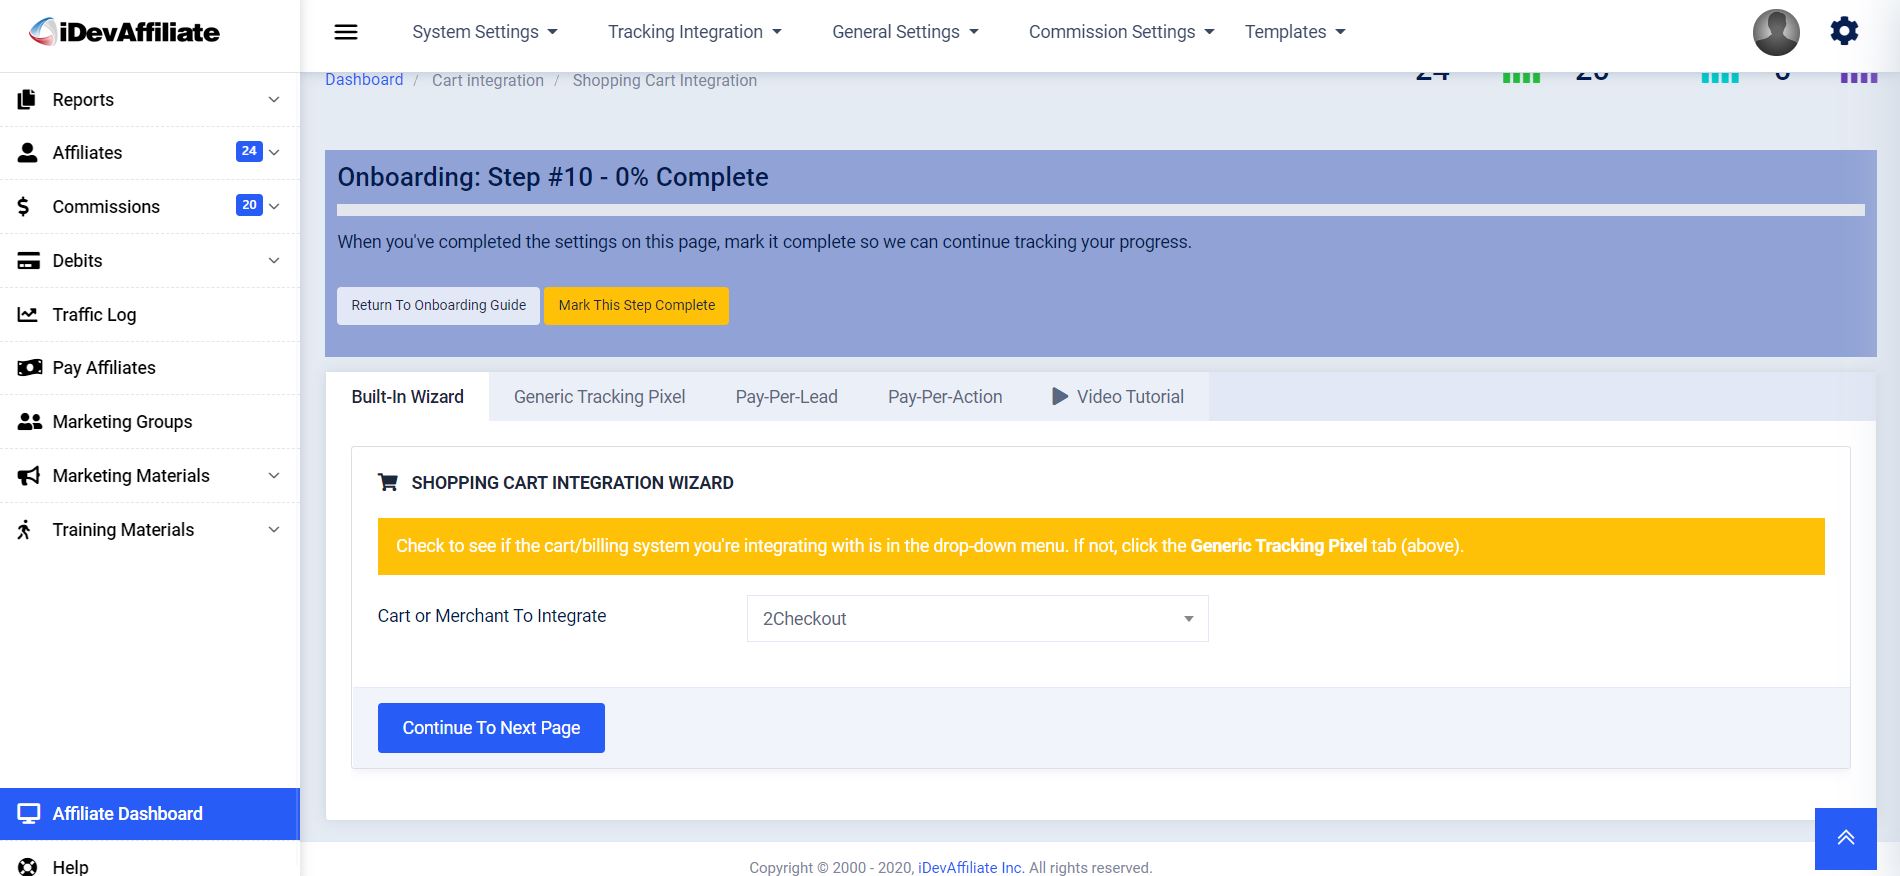 iDevAffiliate
System Settings
Tracking Integration
General Settings
Commission Settings
Templates
Reports
Affiliates 24
Commissions 20
Debits
Traffic Log
Pay Affiliates
Marketing Groups
Marketing Materials
Training Materials
Affiliate Dashboard
Help
Dashboard / Cart integration / Shopping Cart Integration
Onboarding: Step #10 - 0% Complete
When you've completed the settings on this page, mark it complete so we can continue tracking your progress.
Return To Onboarding Guide
Mark This Step Complete
Built-In Wizard
Generic Tracking Pixel
Pay-Per-Lead
Pay-Per-Action
Video Tutorial
SHOPPING CART INTEGRATION WIZARD
Check to see if the cart/billing system you're integrating with is in the drop-down menu. If not, click the Generic Tracking Pixel tab (above).
Cart or Merchant To Integrate
2Checkout
Continue To Next Page
Copyright © 2000 - 2020, iDevAffiliate Inc. All rights reserved.